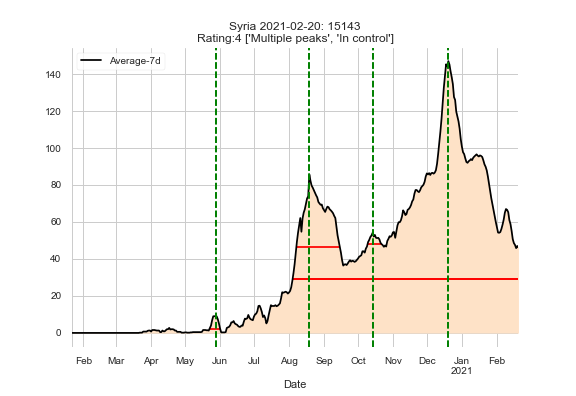 Syria 2021-02-20: 15143
Rating:4 ['Multiple peaks', 'In control']
Average-7d
140
120
100
80
60
40
20
0
Feb Mar Apr May Jun Jul Aug Sep Oct Nov Dec Jan Feb
2021
Date